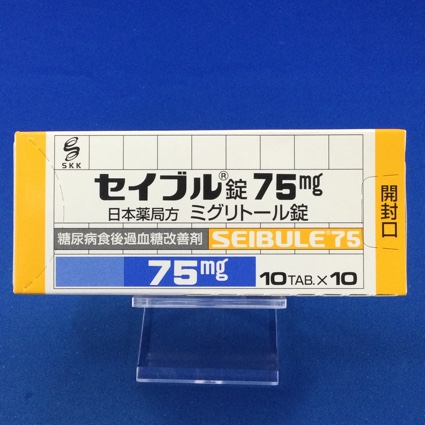 SKK
セイブル®錠75mg
日本薬局方 ミグリトール錠
糖尿病食後過血糖改善剤 SEIBULE 75
75mg 10TAB.×10
開封口